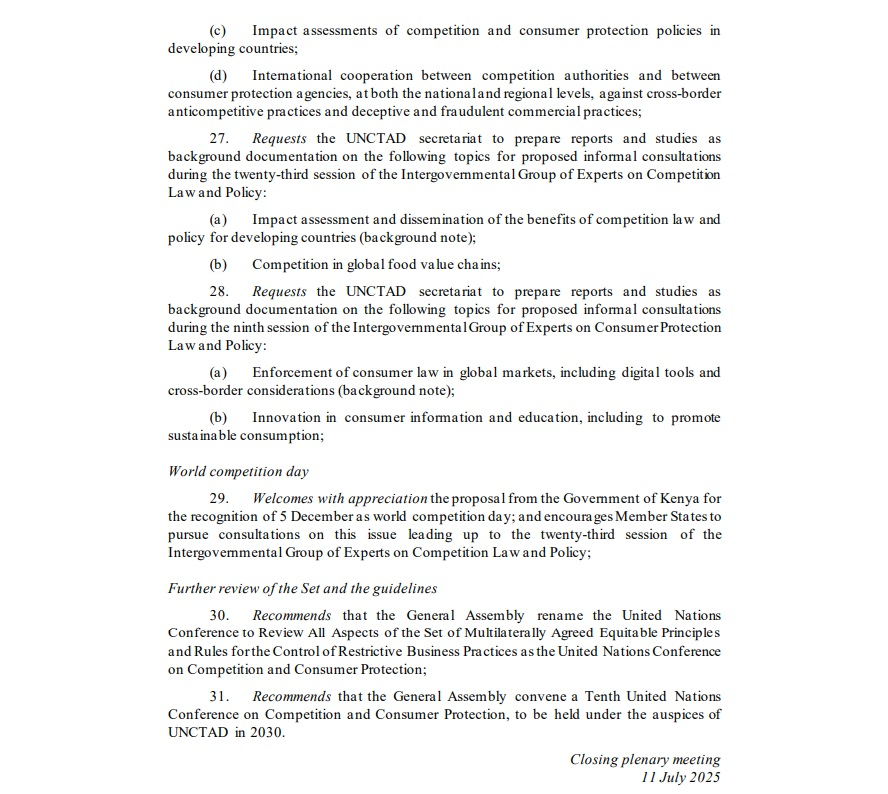 (c) Impact assessments of competition and consumer protection policies in
developing countries;
(d) International cooperation between competition authorities and between
consumer protection agencies, at both the national and regional levels, against cross-border
anticompetitive practices and deceptive and fraudulent commercial practices;
27. Requests the UNCTAD secretariat to prepare reports and studies as
background documentation on the following topics for proposed informal consultations
during the twenty-third session of the Intergovernmental Group of Experts on Competition
Law and Policy:
(a) Impact assessment and dissemination of the benefits of competition law and
policy for developing countries (background note);
(b) Competition in global food value chains;
28. Requests the UNCTAD secretariat to prepare reports and studies as
background documentation on the following topics for proposed informal consultations
during the ninth session of the Intergovernmental Group of Experts on Consumer Protection
Law and Policy:
(a) Enforcement of consumer law in global markets, including digital tools and
cross-border considerations (background note);
(b) Innovation in consumer information and education, including to promote
sustainable consumption;
World competition day
29. Welcomes with appreciation the proposal from the Government of Kenya for
the recognition of 5 December as world competition day; and encourages Member States to
pursue consultations on this issue leading up to the twenty-third session of the
Intergovernmental Group of Experts on Competition Law and Policy;
Further review of the Set and the guidelines
30. Recommends that the General Assembly rename the United Nations
Conference to Review All Aspects of the Set of Multilaterally Agreed Equitable Principles
and Rules for the Control of Restrictive Business Practices as the United Nations Conference
on Competition and Consumer Protection;
31. Recommends that the General Assembly convene a Tenth United Nations
Conference on Competition and Consumer Protection, to be held under the auspices of
UNCTAD in 2030.
Closing plenary meeting
11 July 2025